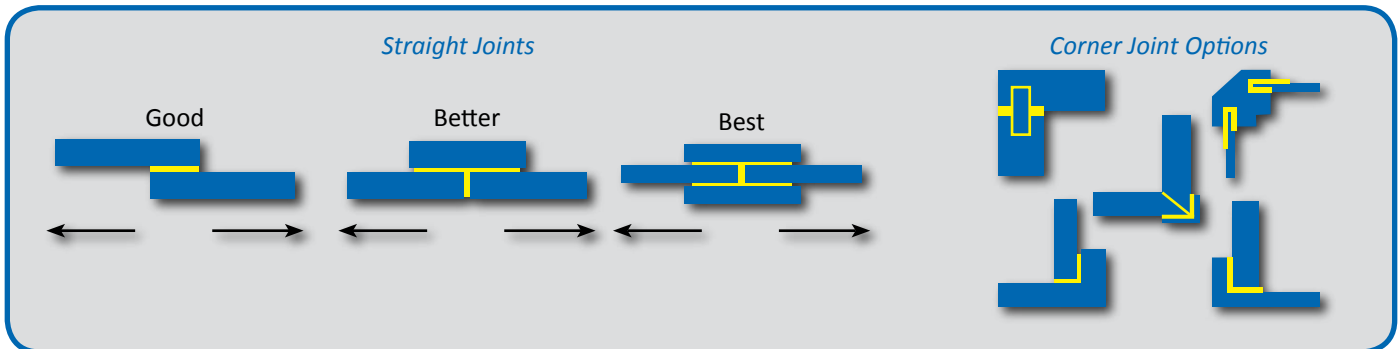 Straight Joints
Corner Joint Options
Good
Better
Best